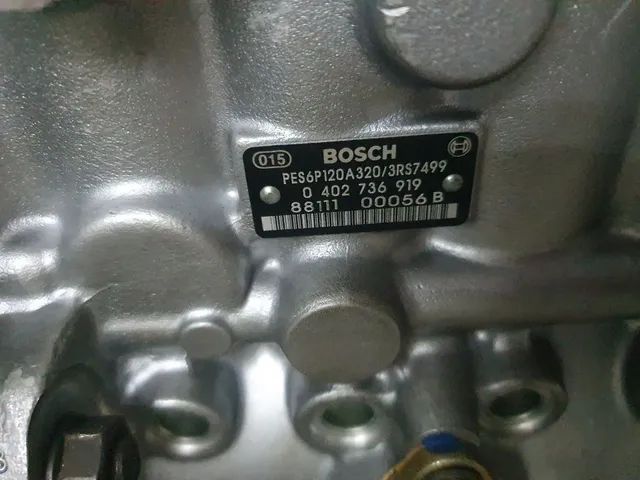 015 BOSCH
PES6P120A320/3RS7499
0 402 736 919
88111 00056 B